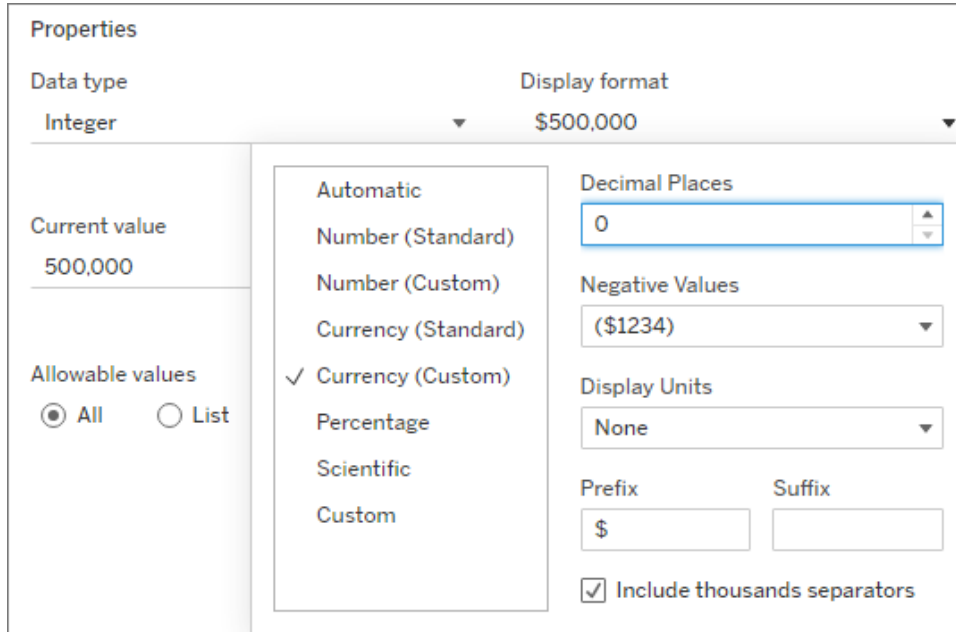 Properties
Data type
Display format
Integer
$500,000
Current value
500,000
Allowable values
All
List
Automatic
Number (Standard)
Number (Custom)
Currency (Standard)
Currency (Custom)
Percentage
Scientific
Custom
Decimal Places
0
Negative Values
($1234)
Display Units
None
Prefix
Suffix
$
Include thousands separators